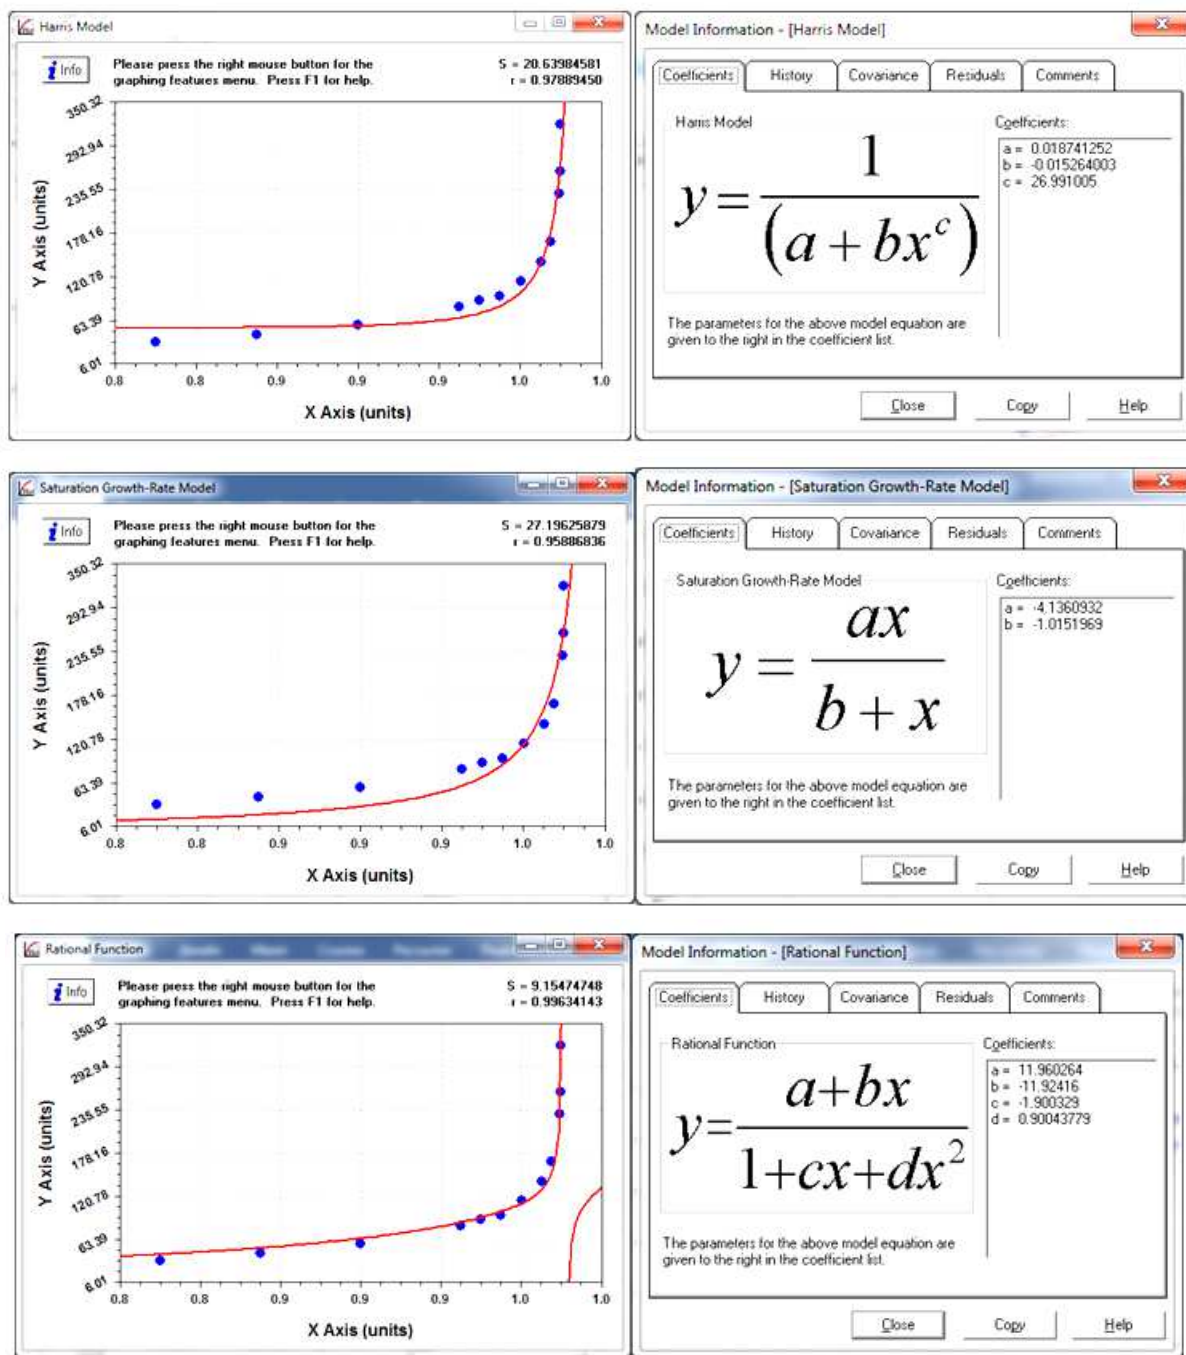 Harris Model
Info
Please press the right mouse button for the
graphing features menu. Press F1 for help.
S = 20.63984581
r = 0.97889450
Y Axis (units)
350.32
292.94
235.55
178.16
120.78
63.39
6.01
0.8 0.8 0.9 0.9 0.9 1.0 1.0
X Axis (units)
Model Information - [Harris Model]
Coefficients History Covariance Residuals Comments
Harris Model
y = 1 / (a + bx^c)
Coefficients:
a = 0.018741252
b = -0.015264003
c = 26.991005
The parameters for the above model equation are
given to the right in the coefficient list.
Close Copy Help
Saturation Growth-Rate Model
Info
Please press the right mouse button for the
graphing features menu. Press F1 for help.
S = 27.19625879
r = 0.95886836
Y Axis (units)
350.32
292.94
235.55
178.16
120.78
63.39
6.01
0.8 0.8 0.9 0.9 0.9 1.0 1.0
X Axis (units)
Model Information - [Saturation Growth-Rate Model]
Coefficients History Covariance Residuals Comments
Saturation Growth-Rate Model
y = ax / b + x
Coefficients:
a = -4.1360932
b = -1.0151969
The parameters for the above model equation are
given to the right in the coefficient list.
Close Copy Help
Rational Function
Info
Please press the right mouse button for the
graphing features menu. Press F1 for help.
S = 9.15474748
r = 0.99634143
Y Axis (units)
350.32
292.94
235.55
178.16
120.78
63.39
6.01
0.8 0.8 0.9 0.9 0.9 1.0 1.0
X Axis (units)
Model Information - [Rational Function]
Coefficients History Covariance Residuals Comments
Rational Function
y = a+bx / 1+cx+dx^2
Coefficients:
a = 11.960264
b = -11.92416
c = -1.900329
d = 0.90043779
The parameters for the above model equation are
given to the right in the coefficient list.
Close Copy Help